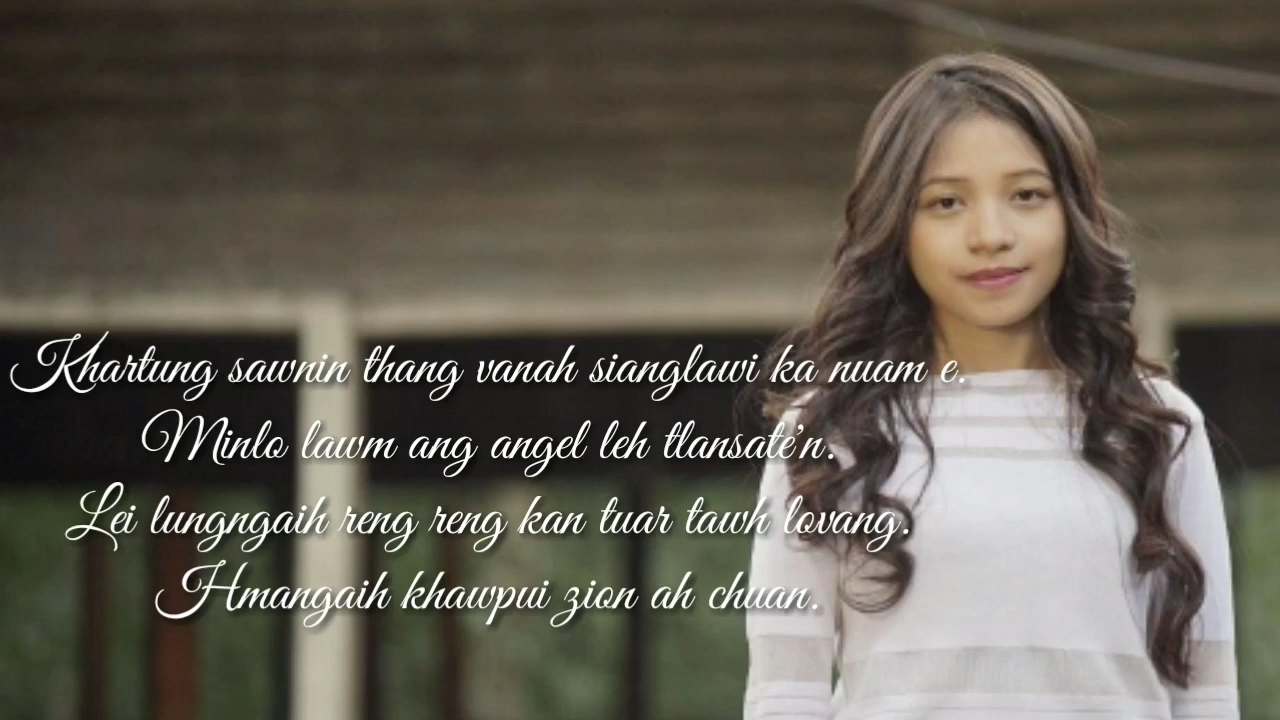 Khartung sawnin thang vanah sianglawi ka nuam e.
Minlo lawm ang angel leh tlansate'n.
Lei lungngaih reng reng kan tuar tawh lovang.
Hmangaih khawpui zion ah chuan.